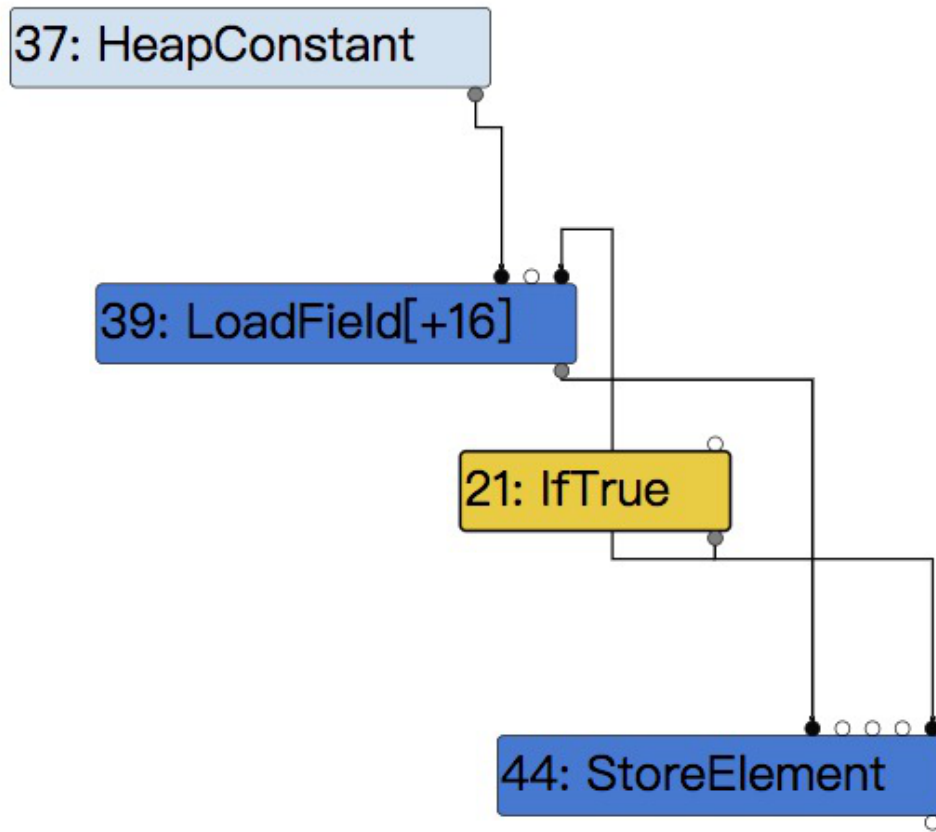 37: HeapConstant
39: LoadField[+16]
21: IfTrue
44: StoreElement